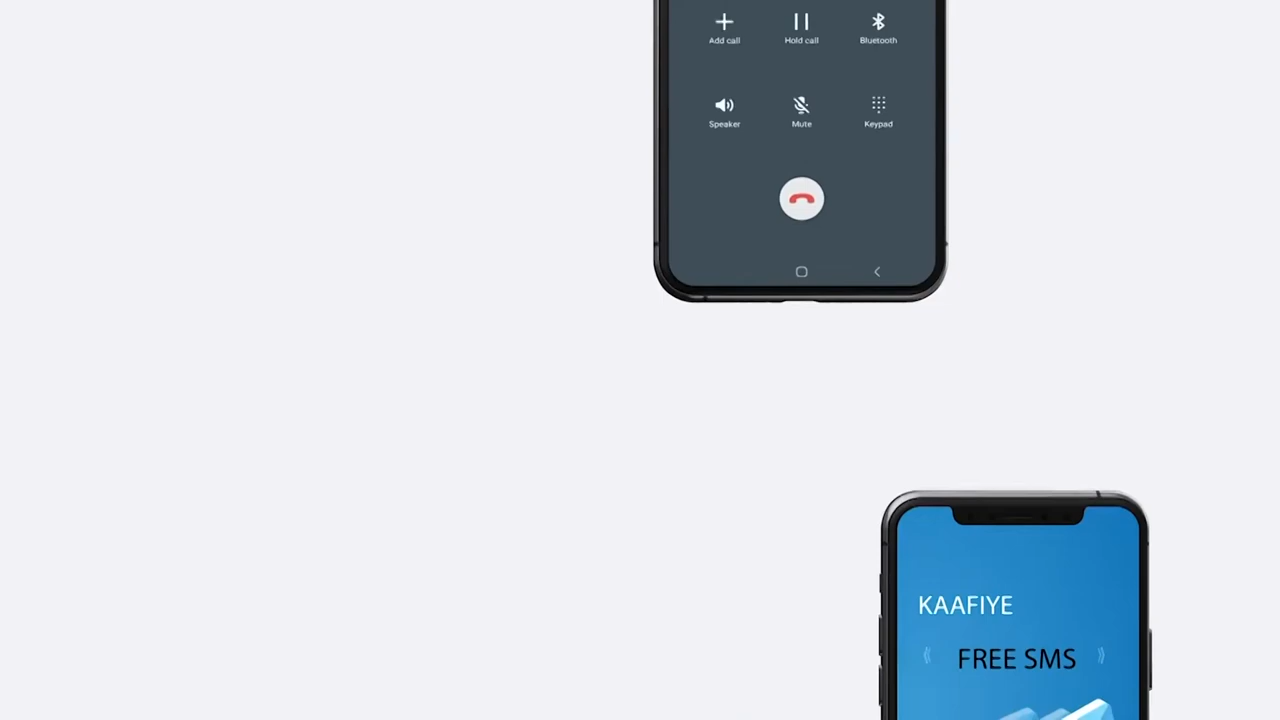 Add call Hold call Bluetooth
Speaker Mute Keypad
KAAFIYE
FREE SMS